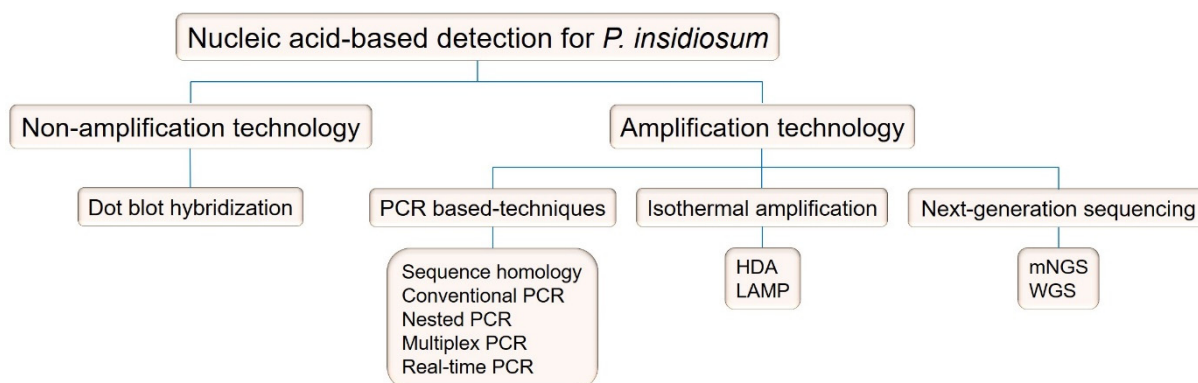 Nucleic acid-based detection for P. insidiosum
Non-amplification technology
Amplification technology
Dot blot hybridization
PCR based-techniques
Isothermal amplification
Next-generation sequencing
Sequence homology
Conventional PCR
Nested PCR
Multiplex PCR
Real-time PCR
HDA
LAMP
mNGS
WGS